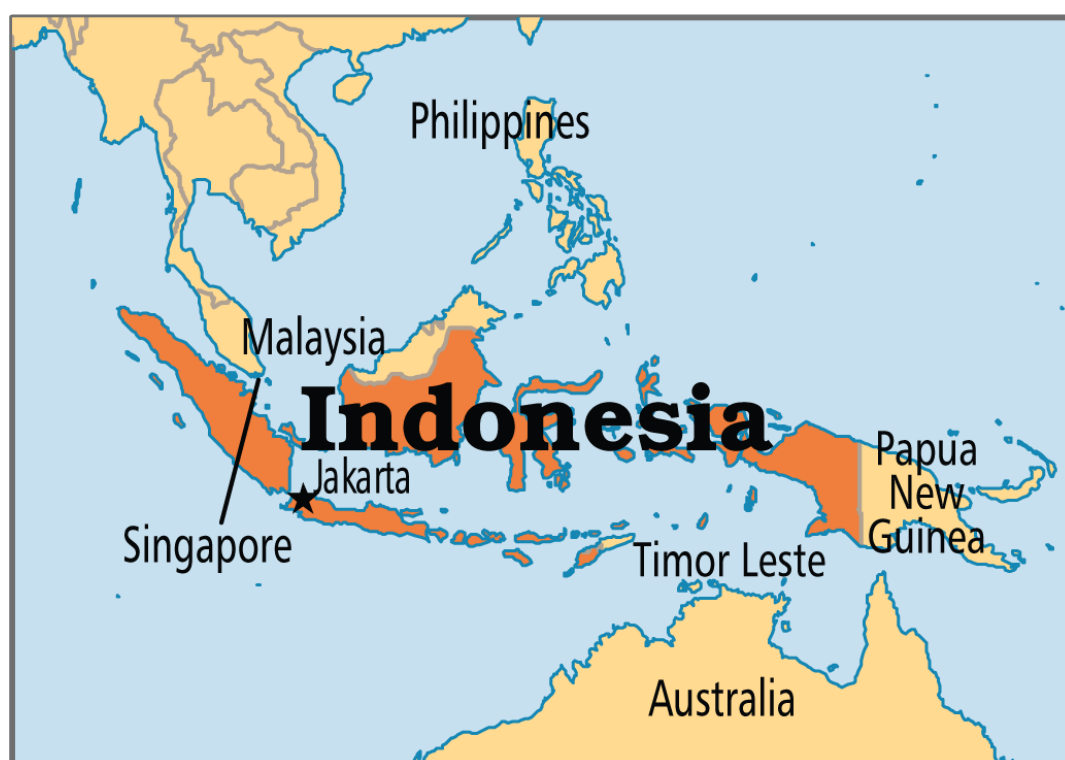 Philippines
Malaysia
Indonesia
Jakarta
Papua
New
Guinea
Singapore
Timor Leste
Australia